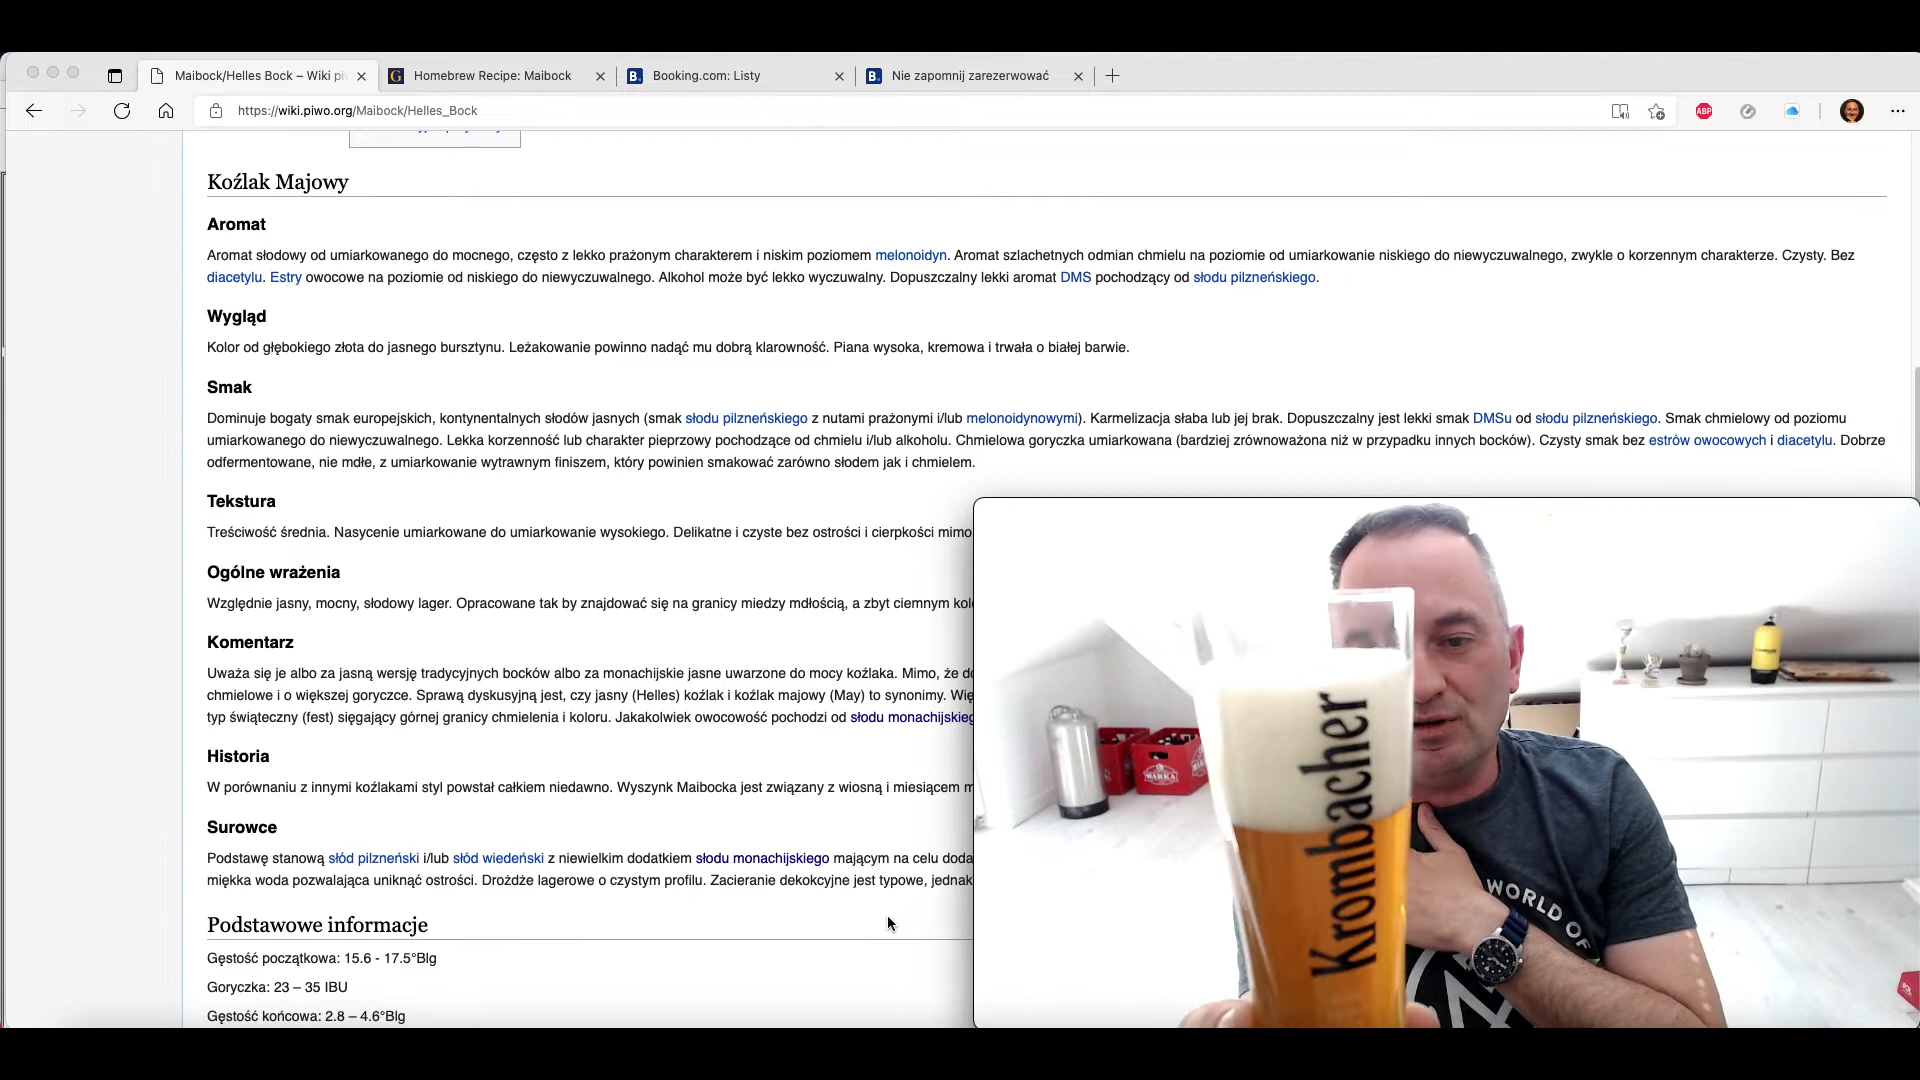 Maibock/Helles Bock – Wiki pi
Homebrew Recipe: Maibock
Booking.com: Listy
Nie zapomnij zarezerwować
https://wiki.piwo.org/Maibock/Helles_Bock
ABP
Koźlak Majowy
Aromat
Aromat słodowy od umiarkowanego do mocnego, często z lekko prażonym charakterem i niskim poziomem melonoidyn. Aromat szlachetnych odmian chmielu na poziomie od umiarkowanie niskiego do niewyczuwalnego, zwykle o korzennym charakterze. Czysty. Bez
diacetylu. Estry owocowe na poziomie od niskiego do niewyczuwalnego. Alkohol może być lekko wyczuwalny. Dopuszczalny lekki aromat DMS pochodzący od słodu pilzneńskiego.
Wygląd
Kolor od głębokiego złota do jasnego bursztynu. Leżakowanie powinno nadąć mu dobrą klarowność. Piana wysoka, kremowa i trwała o białej barwie.
Smak
Dominuje bogaty smak europejskich, kontynentalnych słodów jasnych (smak słodu pilzneńskiego z nutami prażonymi i/lub melonoidynowymi). Karmelizacja słaba lub jej brak. Dopuszczalny jest lekki smak DMSu od słodu pilzneńskiego. Smak chmielowy od poziomu
umiarkowanego do niewyczuwalnego. Lekka korzenność lub charakter pieprzowy pochodzące od chmielu i/lub alkoholu. Chmielowa goryczka umiarkowana (bardziej zrównoważona niż w przypadku innych bocków). Czysty smak bez estrów owocowych i diacetylu. Dobrze
odfermentowane, nie mdłe, z umiarkowanie wytrawnym finiszem, który powinien smakować zarówno słodem jak i chmielem.
Tekstura
Treściwość średnia. Nasycenie umiarkowane do umiarkowanie wysokiego. Delikatne i czyste bez ostrości i cierpkości mimo
Ogólne wrażenia
Względnie jasny, mocny, słodowy lager. Opracowane tak by znajdować się na granicy miedzy mdłością, a zbyt ciemnym kol
Komentarz
Uważa się je albo za jasną wersję tradycyjnych bocków albo za monachijskie jasne uwarzone do mocy koźlaka. Mimo, że do
chmielowe i o większej goryczce. Sprawą dyskusyjną jest, czy jasny (Helles) koźlak i koźlak majowy (May) to synonimy. Wię
typ świąteczny (fest) sięgający górnej granicy chmielenia i koloru. Jakakolwiek owocowość pochodzi od słodu monachijskieg
Historia
W porównaniu z innymi koźlakami styl powstał całkiem niedawno. Wyszynk Maibocka jest związany z wiosną i miesiącem m
Surowce
Podstawę stanową słód pilzneński i/lub słód wiedeński z niewielkim dodatkiem słodu monachijskiego mającym na celu doda
miękka woda pozwalająca uniknąć ostrości. Drożdże lagerowe o czystym profilu. Zacieranie dekokcyjne jest typowe, jednak
Podstawowe informacje
Gęstość początkowa: 15.6 - 17.5°Blg
Goryczka: 23 – 35 IBU
Gęstość końcowa: 2.8 – 4.6°Blg
Krombacher
WARKA
WORLD OF